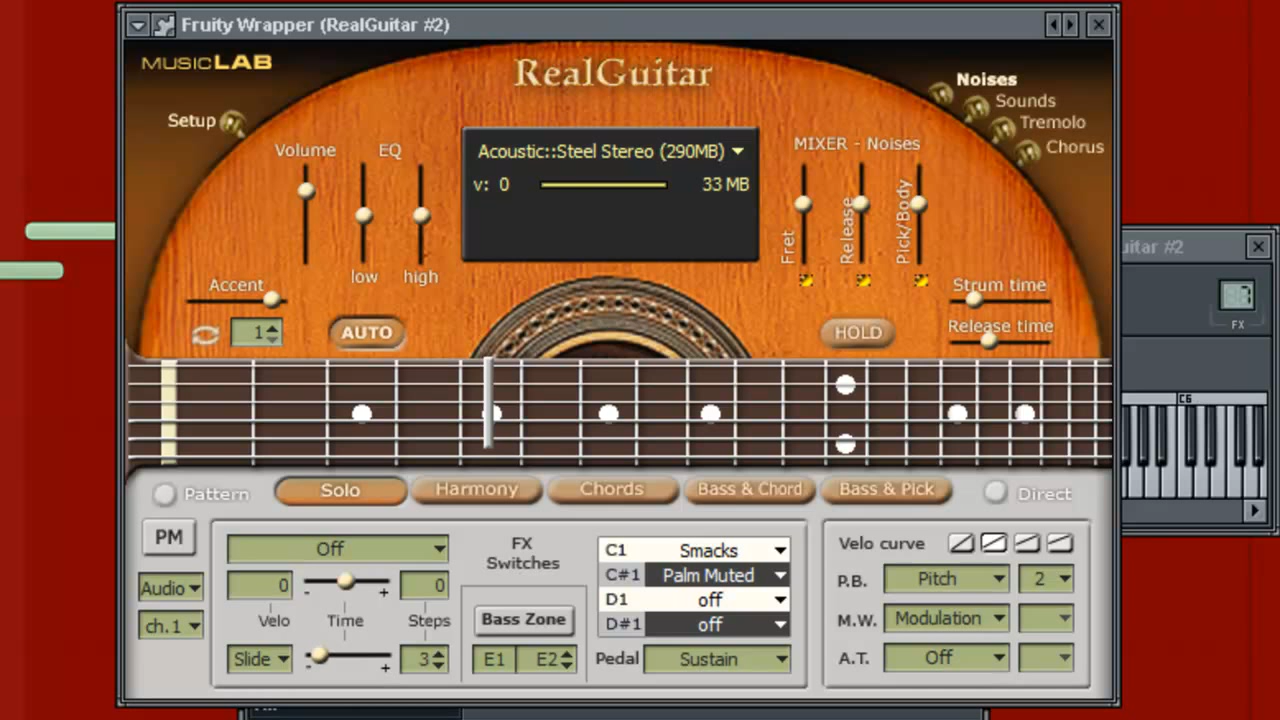 Fruity Wrapper (RealGuitar #2)
MUSICLAB
RealGuitar
Noises
Sounds
Tremolo
Chorus
Setup
Volume
EQ
low
high
Acoustic::Steel Stereo (290MB)
v: 0
33 MB
MIXER - Noises
Fret
Release
Pick/Body
Accent
1
AUTO
HOLD
Strum time
Release time
uitar #2
FX
C6
Pattern
Solo
Harmony
Chords
Bass & Chord
Bass & Pick
Direct
PM
Audio
ch.1
Off
0
- +
0
Velo
Time
Steps
Slide
- +
3
FX
Switches
Bass Zone
E1
E2
C1 Smacks
C#1 Palm Muted
D1 off
D#1 off
Pedal Sustain
Velo curve
P.B. Pitch 2
M.W. Modulation
A.T. Off